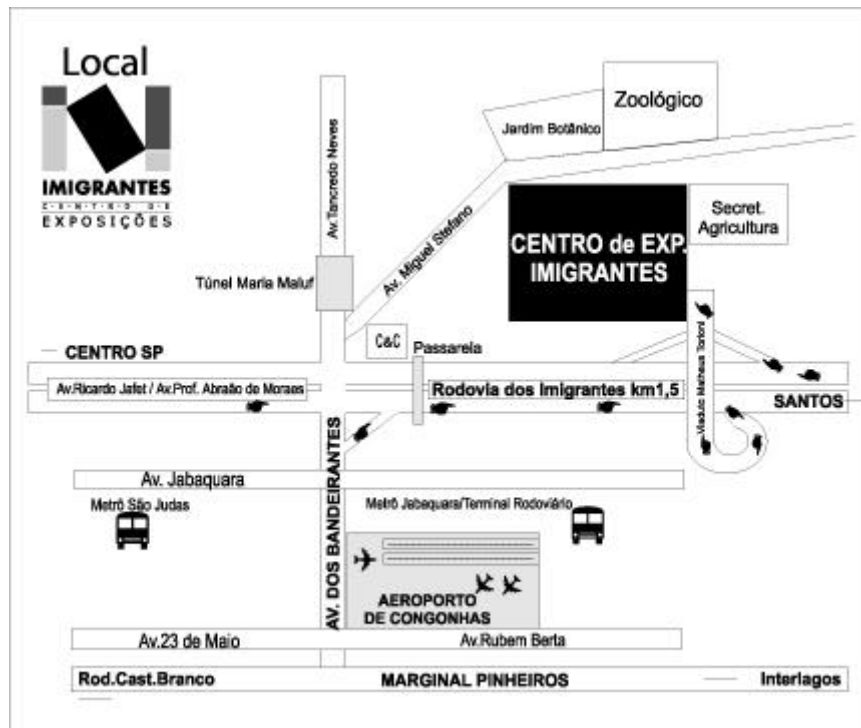 Local
IMIGRANTES
CENTRO DE
EXPOSIÇÕES
Av.Tancredo Neves
Zoológico
Jardim Botânico
Av. Miguel Stefano
Secret.
Agricultura
CENTRO de EXP.
IMIGRANTES
Túnel Maria Maluf
C&C
Passarela
CENTRO SP
Av.Ricardo Jafet / Av.Prof. Abraão de Moraes
Rodovia dos Imigrantes km1,5
Viaduto Matheus Torloni
SANTOS
AV. DOS BANDEIRANTES
Av. Jabaquara
Metrô São Judas
Metrô Jabaquara/Terminal Rodoviário
AEROPORTO
DE CONGONHAS
Av.23 de Maio
Av.Rubem Berta
Rod.Cast.Branco
MARGINAL PINHEIROS
Interlagos